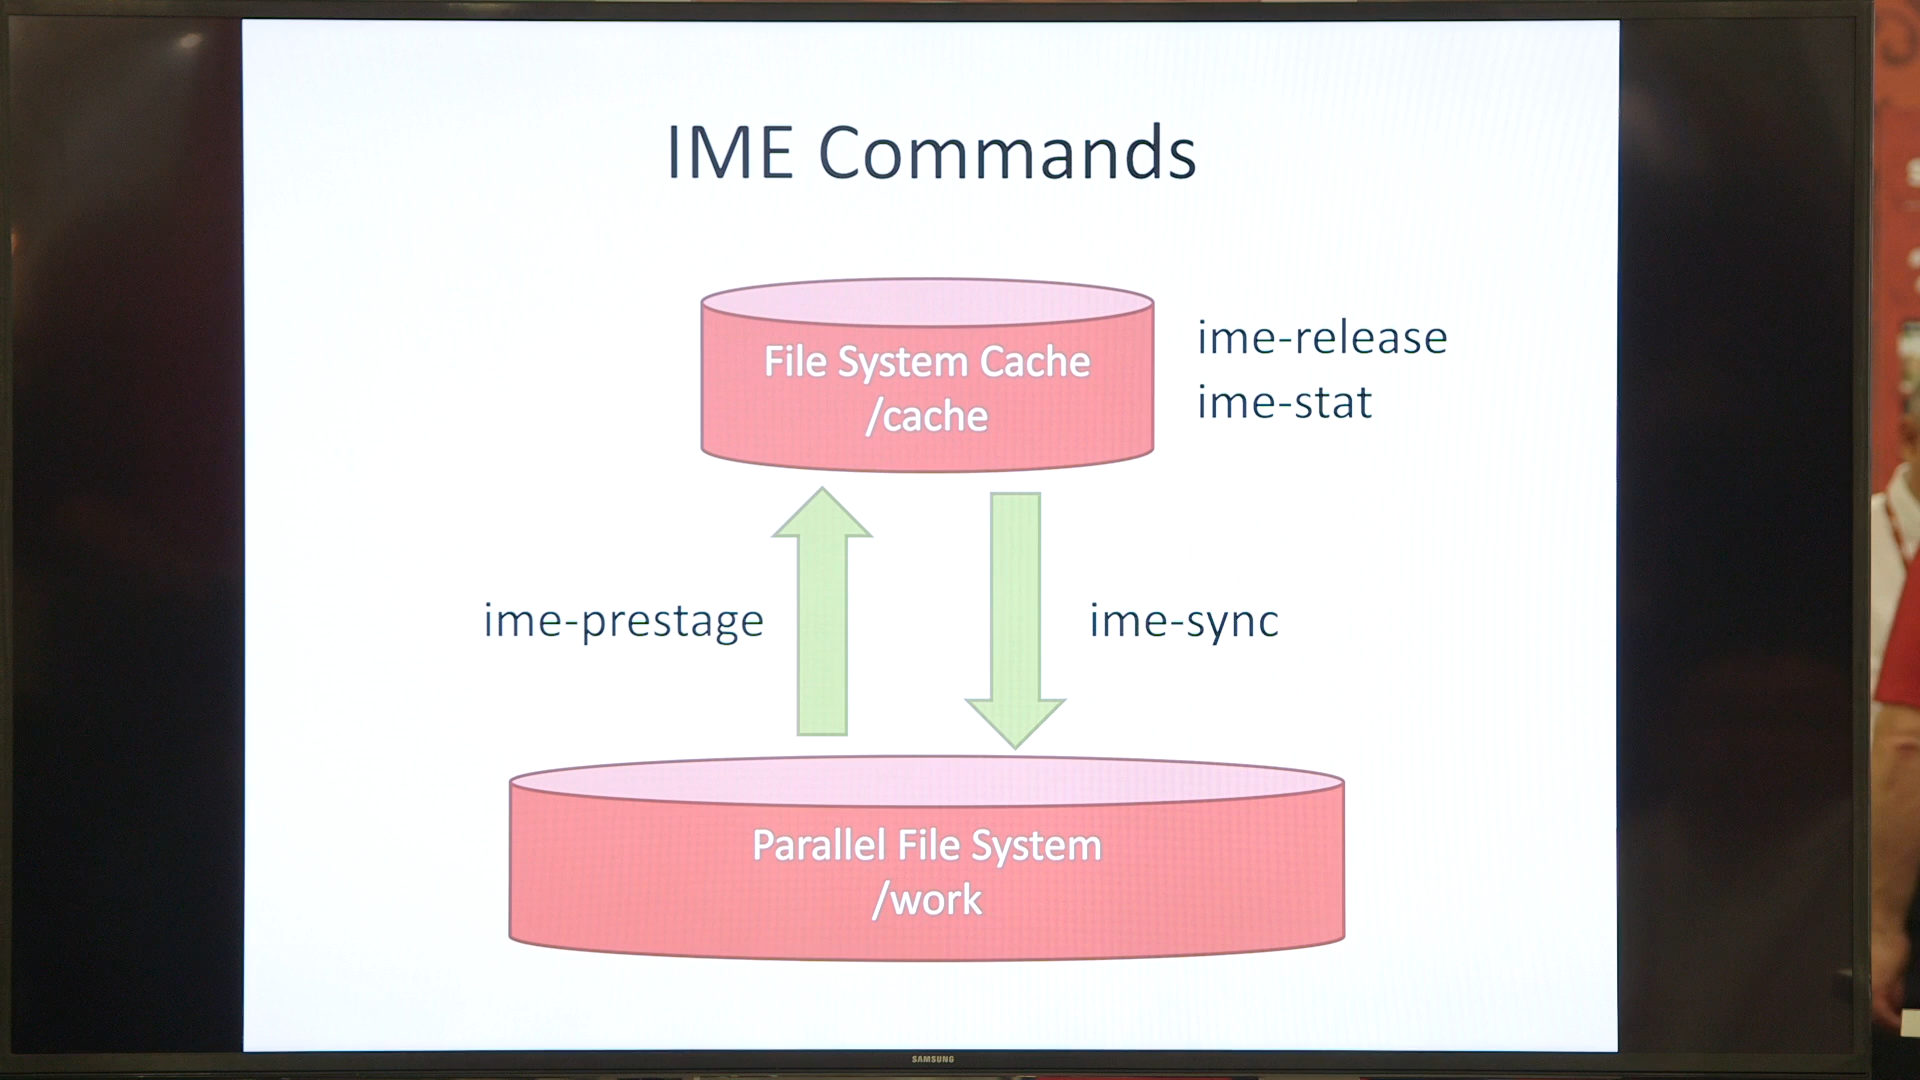 IME Commands
File System Cache
/cache
ime-release
ime-stat
ime-prestage
ime-sync
Parallel File System
/work
SAMSUNG